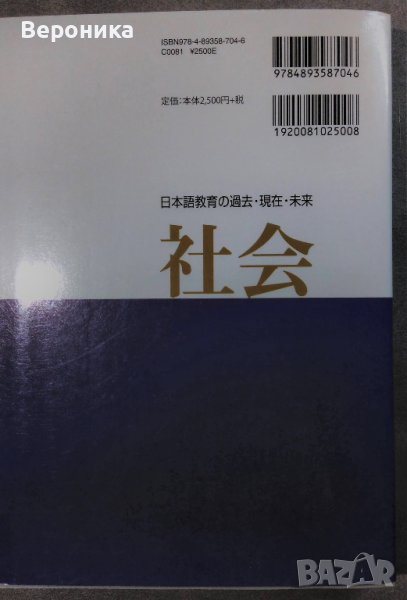 Вероника
ISBN978-4-89358-704-6
C0081 ¥2500E
定価:本体2,500円+税
9784893587046
1920081025008
日本語教育の過去・現在・未来
社会
BAZAR